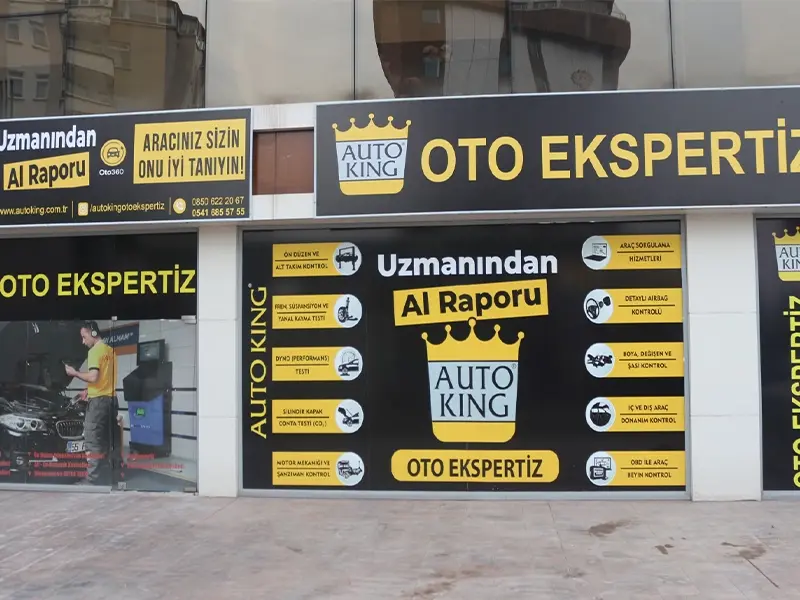 Uzmanından
Al Raporu
Oto360
ARACINIZ SİZİN
ONU İYİ TANIYIN!
www.autoking.com.tr
/autokingotoekspertiz
0850 622 20 67
0541 685 57 55
AUTO
KING
OTO EKSPERTİZ
OTO EKSPERTİZ
AUTO KING
ÖN DÜZEN VE
ALT TAKIM KONTROL
FREN, SÜSPANSİYON VE
YANAL KAYMA TESTİ
DYNO (PERFORMANS)
TESTİ
SİLİNDİR KAPAK
CONTA TESTİ (CO₂)
MOTOR MEKANİĞİ VE
ŞANZIMAN KONTROL
Uzmanından
Al Raporu
AUTO
KING
OTO EKSPERTİZ
ARAÇ SORGULAMA
HİZMETLERİ
DETAYLI AIRBAG
KONTROLÜ
BOYA, DEĞİŞEN VE
ŞASİ KONTROL
İÇ VE DIŞ ARAÇ
DONANIM KONTROL
OBD İLE ARAÇ
BEYİN KONTROL
AUTO
KING
OTO EKSPERTİZ